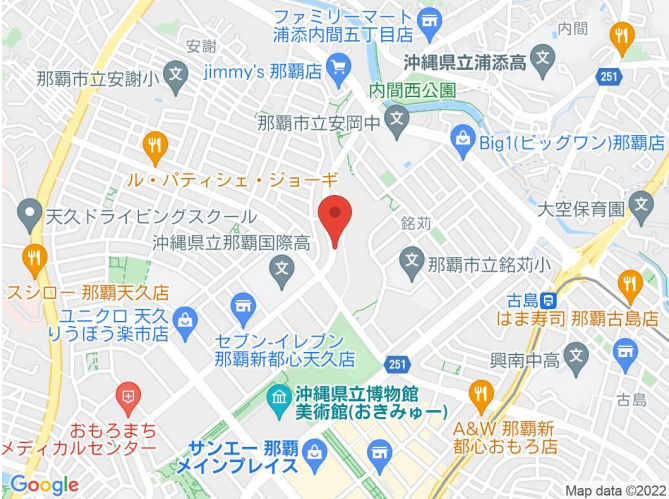 ファミリーマート
浦添内間五丁目店
内間
安謝
沖縄県立浦添高
jimmy's 那覇店
251
那覇市立安謝小
内間西公園
那覇市立安岡中
Big1(ビッグワン)那覇店
ル・パティシェ・ジョーギ
大空保育園
天久ドライビングスクール
銘苅
沖縄県立那覇国際高
那覇市立銘苅小
スシロー 那覇天久店
古島
ユニクロ 天久
りうぼう楽市店
はま寿司 那覇古島店
セブン-イレブン
那覇新都心天久店
興南中高
251
沖縄県立博物館
美術館(おきみゅー)
古島
おもろまち
メディカルセンター
A&W 那覇新
都心おもろ店
サンエー 那覇
メインプレイス
Google
Map data ©2022